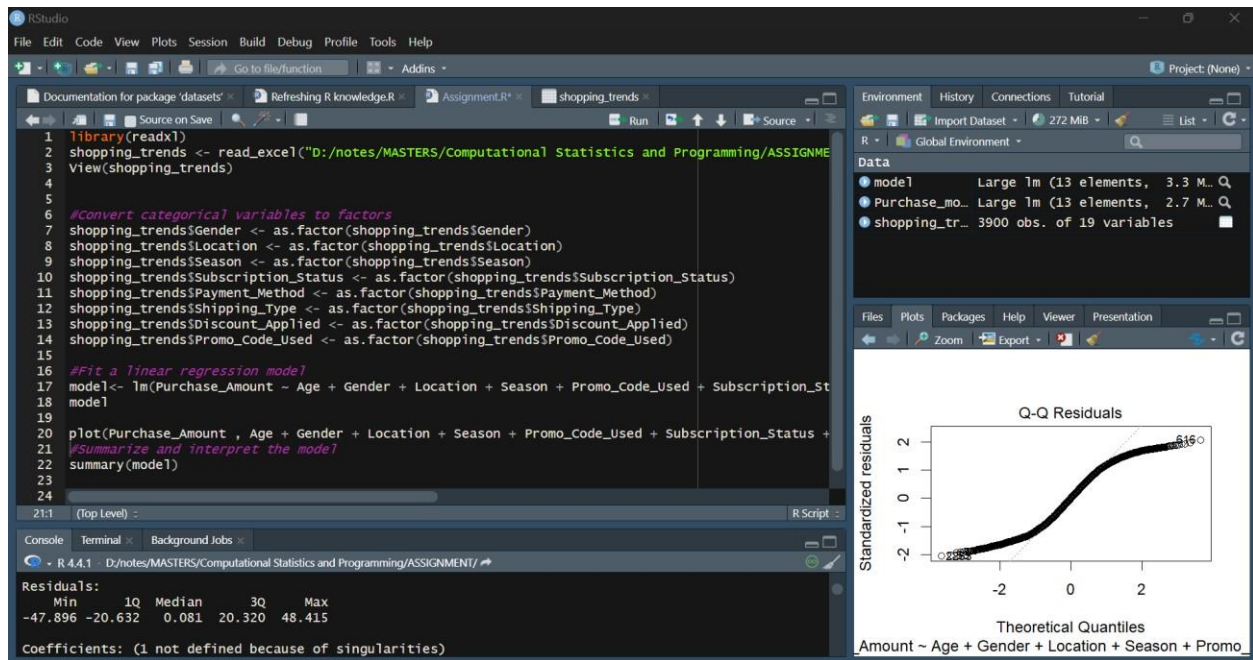 RStudio
File Edit Code View Plots Session Build Debug Profile Tools Help
Go to file/function Addins Project: (None)
Documentation for package 'datasets' Refreshing R knowledge.R Assignment.R* shopping_trends
Source on Save Run Source
1 library(readxl)
2 shopping_trends <- read_excel("D:/notes/MASTERS/Computational Statistics and Programming/ASSIGNME
3 View(shopping_trends)
4
5
6 #Convert categorical variables to factors
7 shopping_trends$Gender <- as.factor(shopping_trends$Gender)
8 shopping_trends$Location <- as.factor(shopping_trends$Location)
9 shopping_trends$Season <- as.factor(shopping_trends$Season)
10 shopping_trends$Subscription_Status <- as.factor(shopping_trends$Subscription_Status)
11 shopping_trends$Payment_Method <- as.factor(shopping_trends$Payment_Method)
12 shopping_trends$Shipping_Type <- as.factor(shopping_trends$Shipping_Type)
13 shopping_trends$Discount_Applied <- as.factor(shopping_trends$Discount_Applied)
14 shopping_trends$Promo_Code_Used <- as.factor(shopping_trends$Promo_Code_Used)
15
16 #Fit a linear regression model
17 model<- lm(Purchase_Amount ~ Age + Gender + Location + Season + Promo_Code_Used + Subscription_St
18 model
19
20 plot(Purchase_Amount , Age + Gender + Location + Season + Promo_Code_Used + Subscription_Status +
21 #Summarize and interpret the model
22 summary(model)
23
24
21:1 (Top Level) R Script
Console Terminal Background Jobs
R 4.4.1 · D:/notes/MASTERS/Computational Statistics and Programming/ASSIGNMENT/
Residuals:
Min 1Q Median 3Q Max
-47.896 -20.632 0.081 20.320 48.415
Coefficients: (1 not defined because of singularities)
Environment History Connections Tutorial
Import Dataset 272 MiB List
R Global Environment
Data
model Large lm (13 elements, 3.3 M…
Purchase_mo… Large lm (13 elements, 2.7 M…
shopping_tr… 3900 obs. of 19 variables
Files Plots Packages Help Viewer Presentation
Zoom Export
Q-Q Residuals
Standardized residuals
2
1
0
-1
-2
-2 0 2
Theoretical Quantiles
_Amount ~ Age + Gender + Location + Season + Promo_